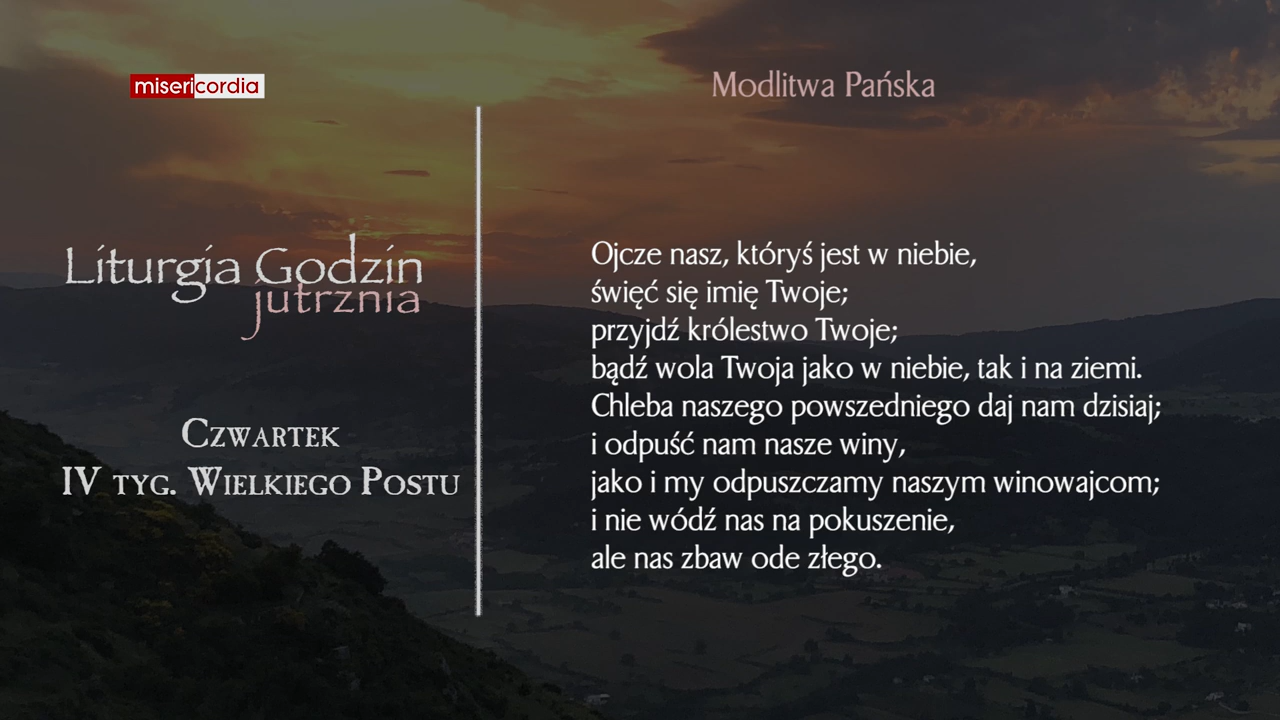 misericordia
Liturgia Godzin
jutrznia
Czwartek
IV tyg. Wielkiego Postu
Modlitwa Pańska
Ojcze nasz, któryś jest w niebie,
święć się imię Twoje;
przyjdź królestwo Twoje;
bądź wola Twoja jako w niebie, tak i na ziemi.
Chleba naszego powszedniego daj nam dzisiaj;
i odpuść nam nasze winy,
jako i my odpuszczamy naszym winowajcom;
i nie wódź nas na pokuszenie,
ale nas zbaw ode złego.